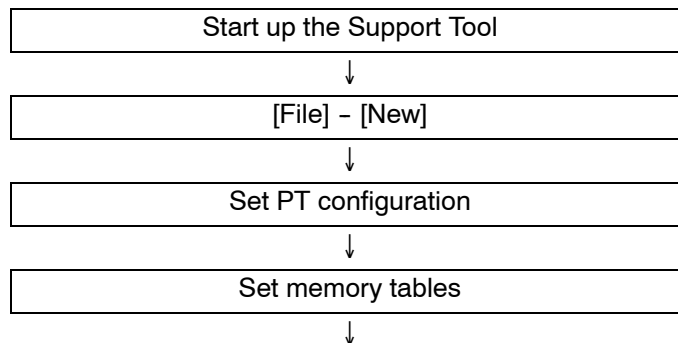 Start up the Support Tool
[File] – [New]
Set PT configuration
Set memory tables